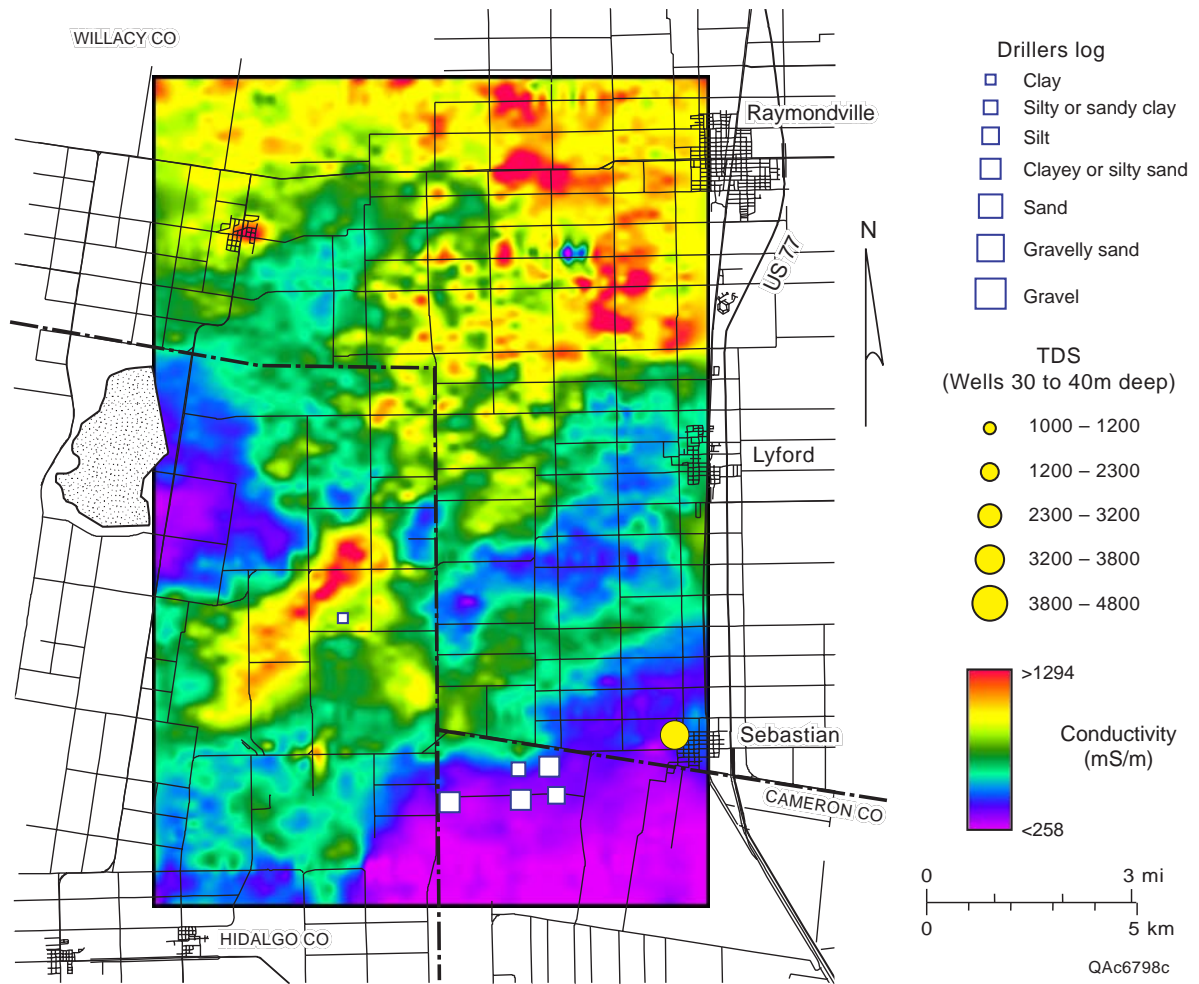 WILLACY CO
Raymondville
US 77
Lyford
Sebastian
CAMERON CO
HIDALGO CO
N
Drillers log
Clay
Silty or sandy clay
Silt
Clayey or silty sand
Sand
Gravelly sand
Gravel
TDS
(Wells 30 to 40m deep)
1000 – 1200
1200 – 2300
2300 – 3200
3200 – 3800
3800 – 4800
>1294
Conductivity
(mS/m)
<258
0 3 mi
0 5 km
QAc6798c